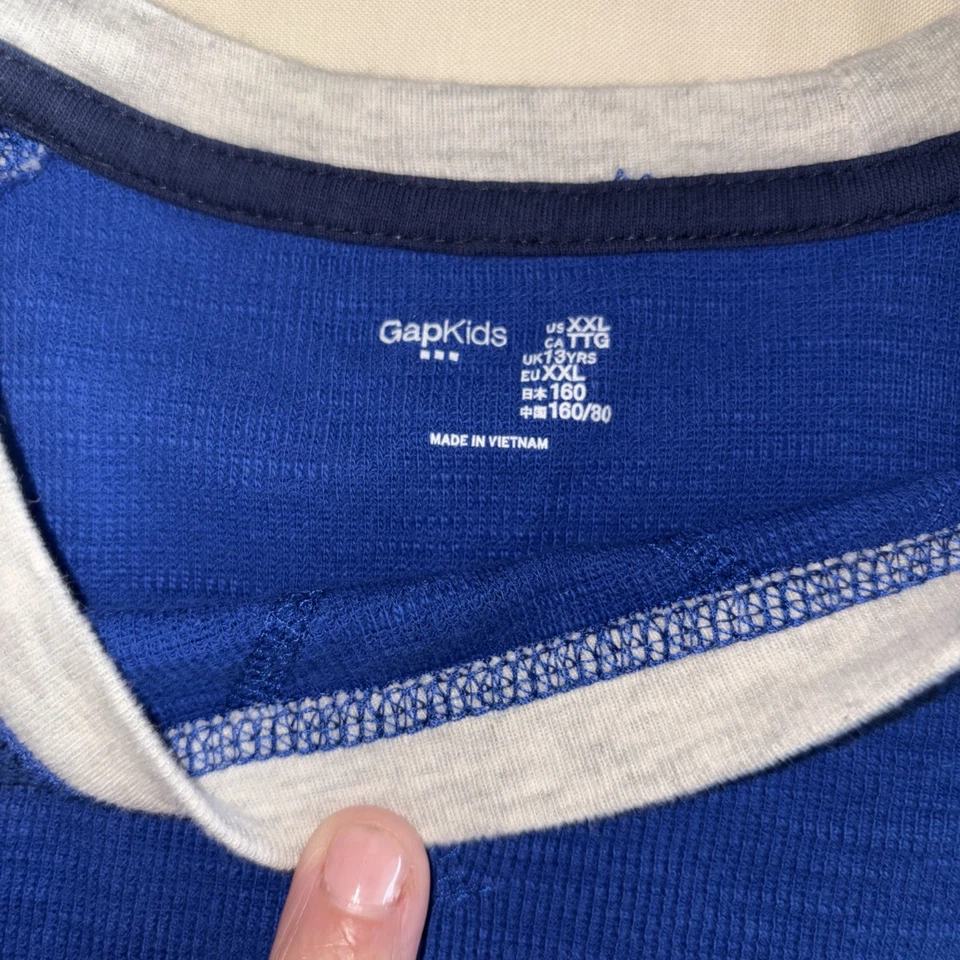 GapKids
US XXL
CA TTG
UK 13YRS
EU XXL
日本 160
中国 160/80
MADE IN VIETNAM